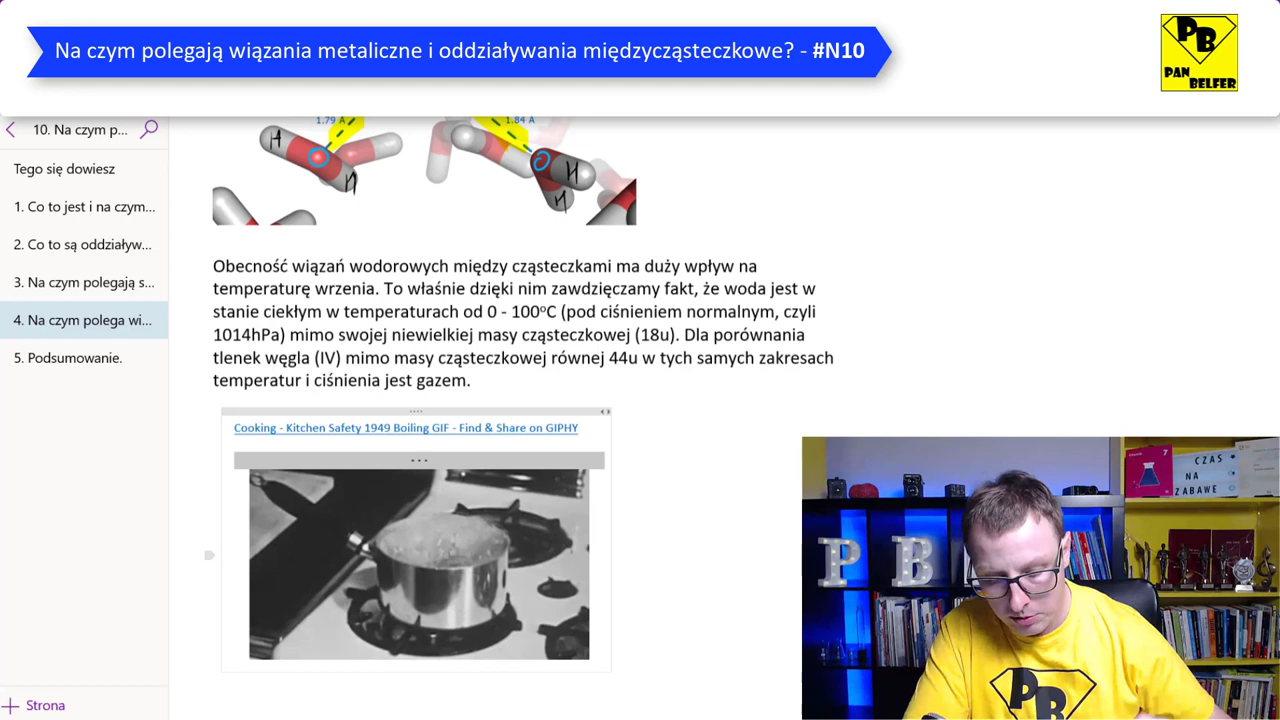 Na czym polegają wiązania metaliczne i oddziaływania międzycząsteczkowe? - #N10
PB
PAN
BELFER
10. Na czym p...
Tego się dowiesz
1. Co to jest i na czym...
2. Co to są oddziaływ...
3. Na czym polegają s...
4. Na czym polega wi...
5. Podsumowanie.
Strona
1.79 Å
1.84 Å
H
H
H
H
Obecność wiązań wodorowych między cząsteczkami ma duży wpływ na
temperaturę wrzenia. To właśnie dzięki nim zawdzięczamy fakt, że woda jest w
stanie ciekłym w temperaturach od 0 - 100°C (pod ciśnieniem normalnym, czyli
1014hPa) mimo swojej niewielkiej masy cząsteczkowej (18u). Dla porównania
tlenek węgla (IV) mimo masy cząsteczkowej równej 44u w tych samych zakresach
temperatur i ciśnienia jest gazem.
Cooking - Kitchen Safety 1949 Boiling GIF - Find & Share on GIPHY
7
CZAS
NA
ZABAWE
P B
PB